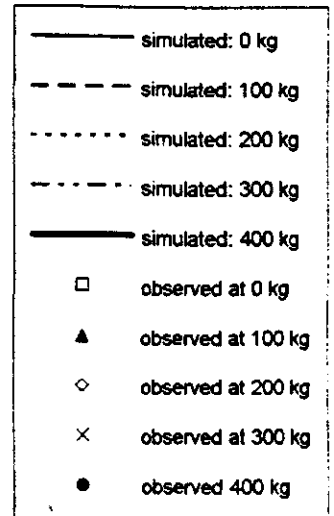 simulated: 0 kg
simulated: 100 kg
simulated: 200 kg
simulated: 300 kg
simulated: 400 kg
observed at 0 kg
observed at 100 kg
observed at 200 kg
observed at 300 kg
observed 400 kg